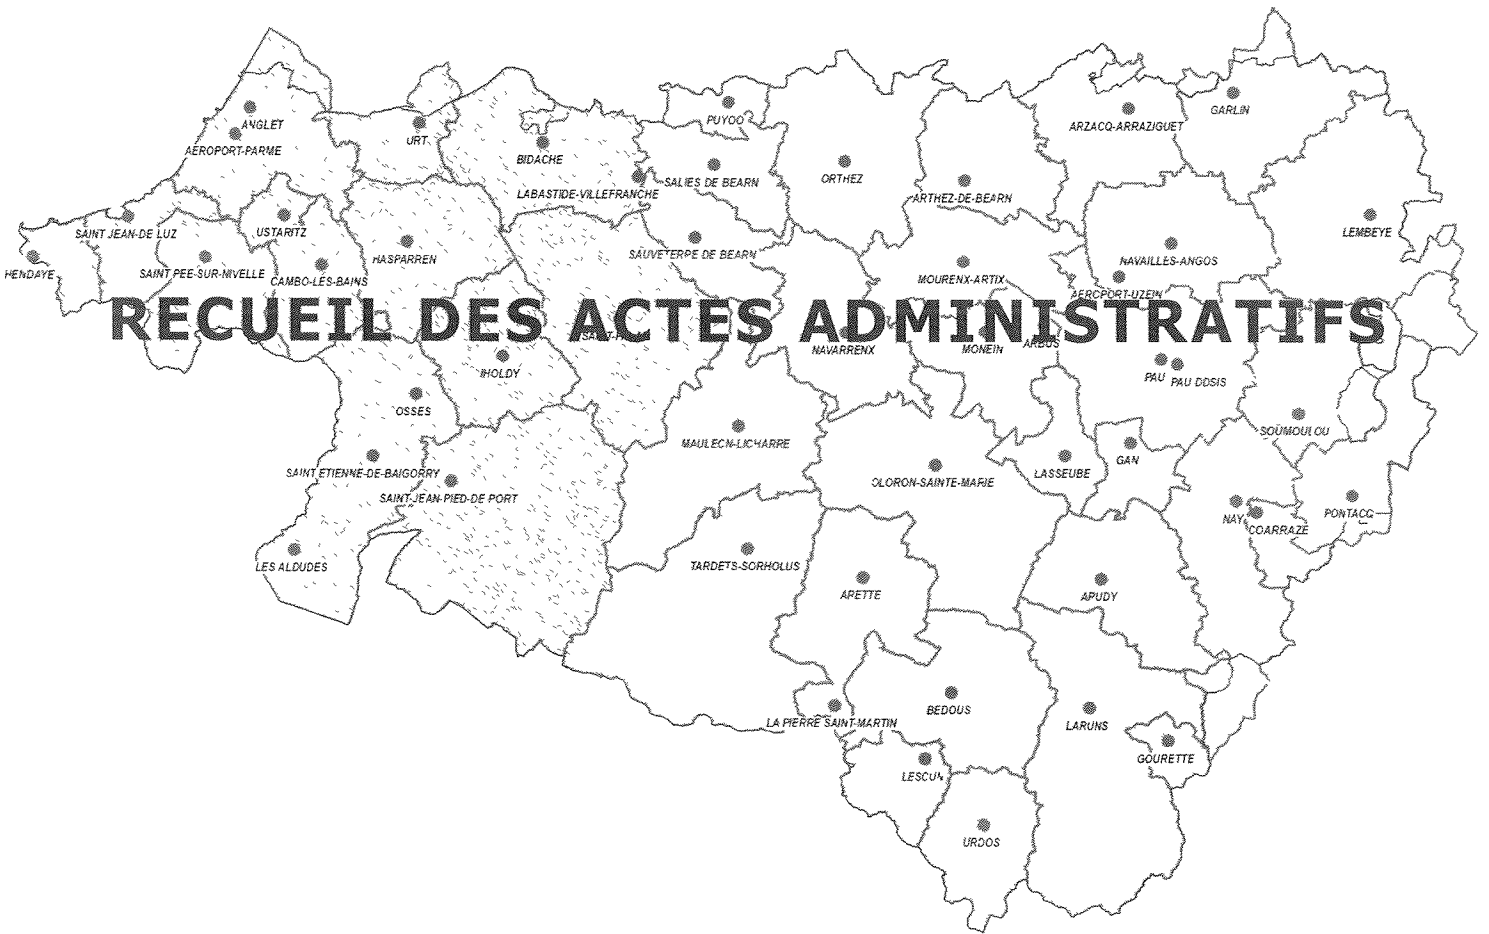 GARLIN
ANGLET
PUYOO
ARZACQ-ARRAZIGUET
URT
AEROPORT-PARME
BIDACHE
ORTHEZ
SALIES DE BEARN
LABASTIDE-VILLEFRANCHE
ARTHEZ-DE-BEARN
SAINT JEAN-DE LUZ
USTARITZ
LEMBEYE
HASPARREN
SAUVETERRE DE BEARN
NAVAILLES-ANGOS
HENDAYE
SAINT PEE-SUR-NIVELLE
CAMBO-LES-BAINS
MOURENX-ARTIX
AEROPORT-UZEIN
RECUEIL DES ACTES ADMINISTRATIFS
NAVARRENX
MONEIN
ARBUS
IHOLDY
PAU
PAU DDSIS
OSSES
SOUMOULOU
MAULEON-LICHARRE
GAN
SAINT ETIENNE-DE-BAIGORRY
LASSEUBE
OLORON-SAINTE-MARIE
SAINT-JEAN-PIED-DE PORT
PONTACQ
NAY
COARRAZE
LES ALDUDES
TARDETS-SORHOLUS
ARETTE
ARUDY
BEDOUS
LA PIERRE SAINT-MARTIN
LARUNS
GOURETTE
LESCUN
URDOS